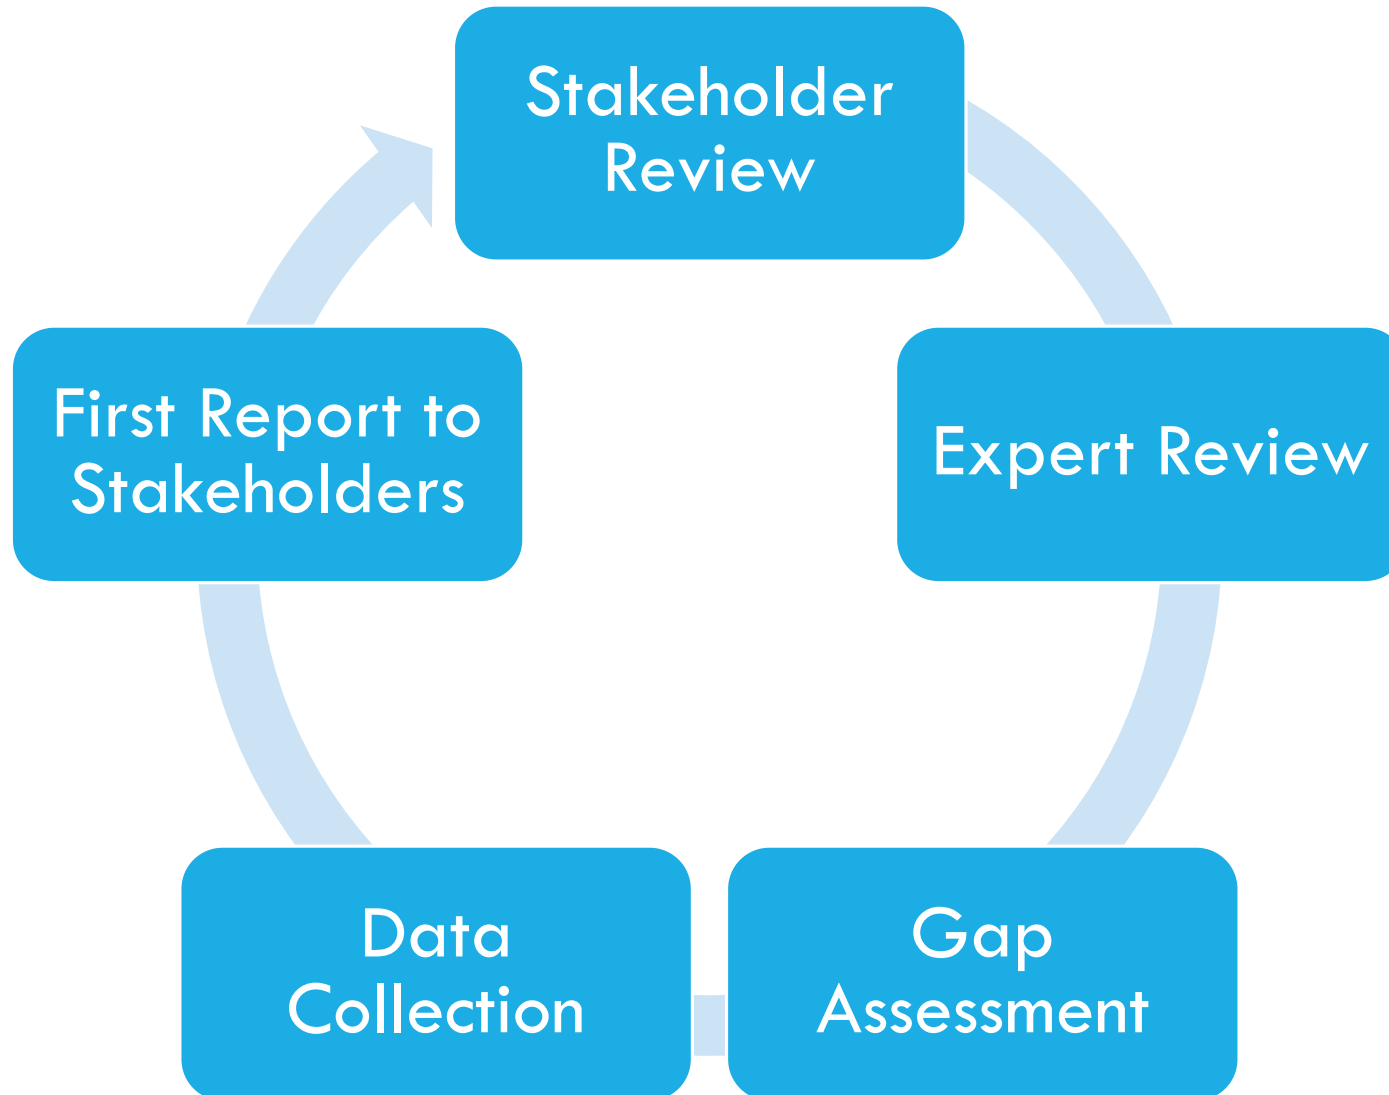 Stakeholder
Review
Expert Review
Gap
Assessment
Data
Collection
First Report to
Stakeholders